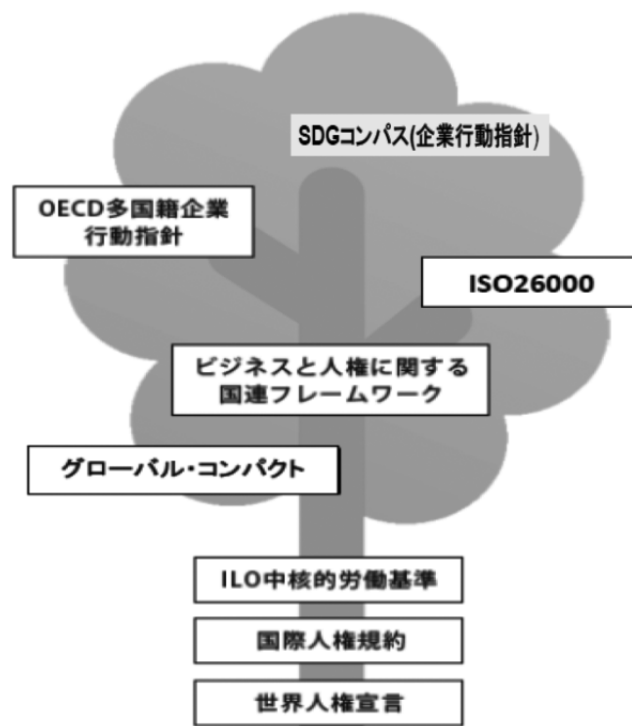 SDGコンパス(企業行動指針)
OECD多国籍企業
行動指針
ISO26000
ビジネスと人権に関する
国連フレームワーク
グローバル・コンパクト
ILO中核的労働基準
国際人権規約
世界人権宣言